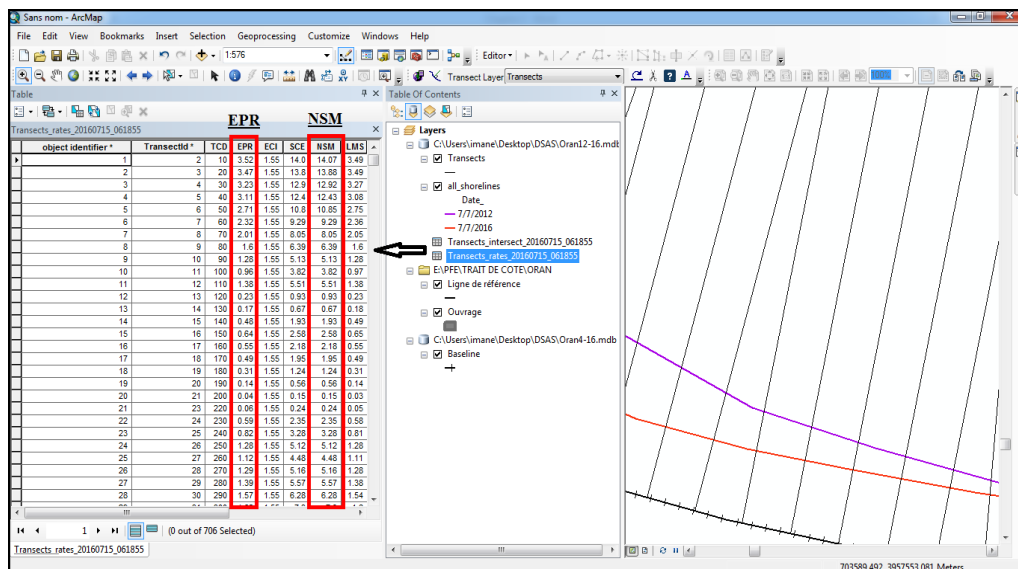 Sans nom - ArcMap
File Edit View Bookmarks Insert Selection Geoprocessing Customize Windows Help
1:576 Editor
Transect Layer Transects 100%
Table
EPR NSM
Transects_rates_20160715_061855
object identifier * TransectId * TCD EPR ECI SCE NSM LMS
1 2 10 3.52 1.55 14.0 14.07 3.49
2 3 20 3.47 1.55 13.8 13.88 3.49
3 4 30 3.23 1.55 12.9 12.92 3.27
4 5 40 3.11 1.55 12.4 12.43 3.08
5 6 50 2.71 1.55 10.8 10.85 2.75
6 7 60 2.32 1.55 9.29 9.29 2.36
7 8 70 2.01 1.55 8.05 8.05 2.05
8 9 80 1.6 1.55 6.39 6.39 1.6
9 10 90 1.28 1.55 5.13 5.13 1.28
10 11 100 0.96 1.55 3.82 3.82 0.97
11 12 110 1.38 1.55 5.51 5.51 1.38
12 13 120 0.23 1.55 0.93 0.93 0.23
13 14 130 0.17 1.55 0.67 0.67 0.18
14 15 140 0.48 1.55 1.93 1.93 0.49
15 16 150 0.64 1.55 2.58 2.58 0.65
16 17 160 0.55 1.55 2.18 2.18 0.55
17 18 170 0.49 1.55 1.95 1.95 0.49
18 19 180 0.31 1.55 1.24 1.24 0.31
19 20 190 0.14 1.55 0.56 0.56 0.14
20 21 200 0.04 1.55 0.15 0.15 0.03
21 23 220 0.06 1.55 0.24 0.24 0.05
22 24 230 0.59 1.55 2.35 2.35 0.58
23 25 240 0.82 1.55 3.28 3.28 0.81
24 26 250 1.28 1.55 5.12 5.12 1.28
25 27 260 1.12 1.55 4.48 4.48 1.11
26 28 270 1.29 1.55 5.16 5.16 1.28
27 29 280 1.39 1.55 5.57 5.57 1.38
28 30 290 1.57 1.55 6.28 6.28 1.54
1 (0 out of 706 Selected)
Transects_rates_20160715_061855
Table Of Contents
Layers
C:\Users\imane\Desktop\DSAS\Oran12-16.mdb
Transects
all_shorelines
Date_
7/7/2012
7/7/2016
Transects_intersect_20160715_061855
Transects_rates_20160715_061855
E:\PFE\TRAIT DE COTE\ORAN
Ligne de référence
Ouvrage
C:\Users\imane\Desktop\DSAS\Oran4-16.mdb
Baseline
703589,492 3957553,081 Meters